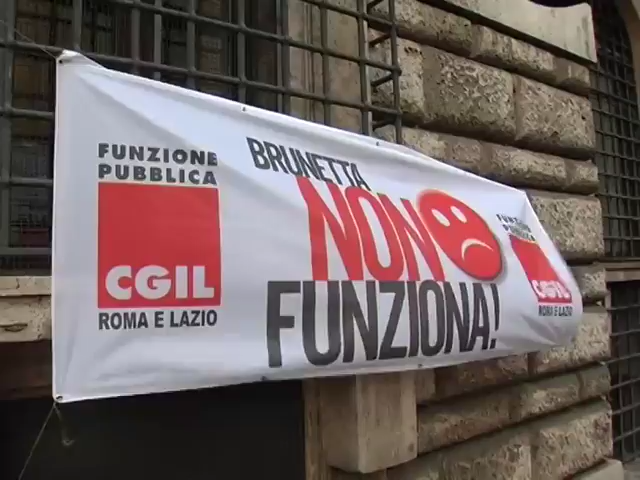 FUNZIONE
PUBBLICA
CGIL
ROMA E LAZIO
BRUNETTA
NON
FUNZIONA!
FUNZIONE
PUBBLICA
CGIL
ROMA E LAZIO